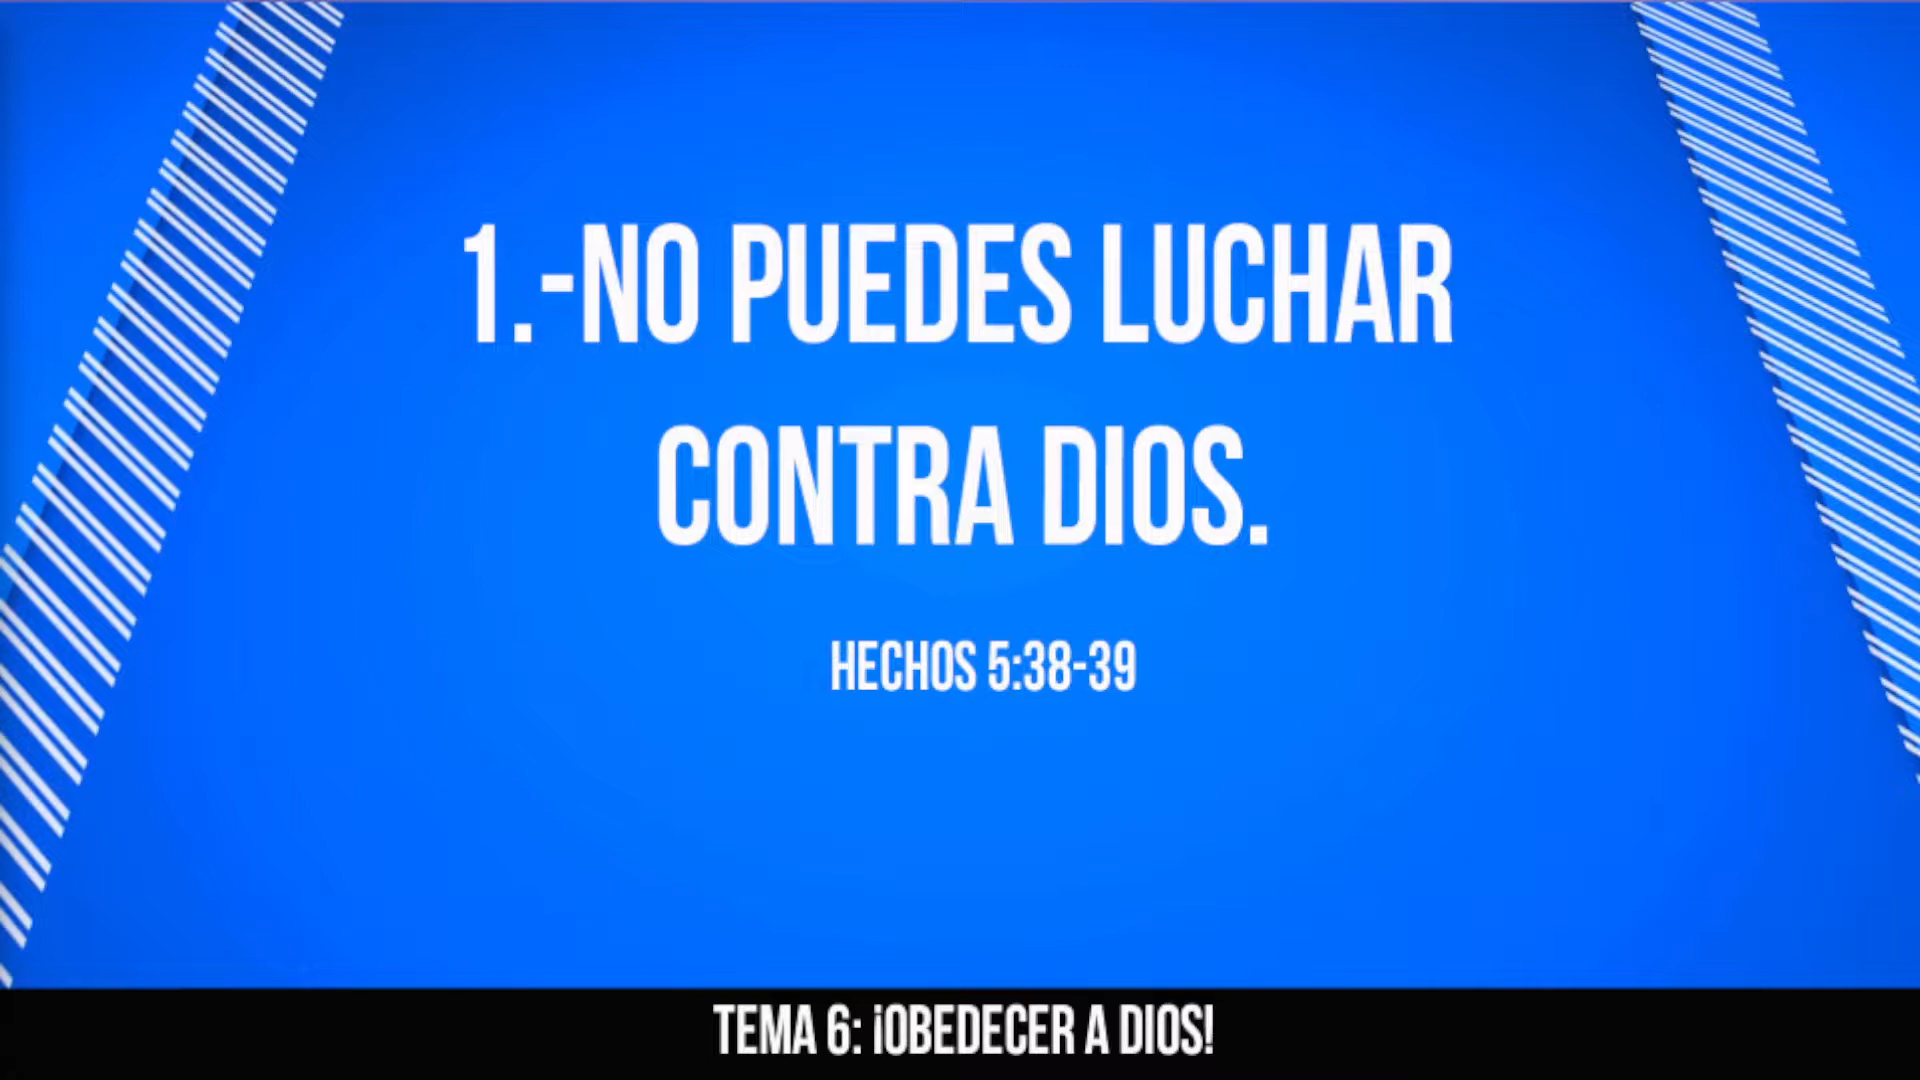 1.-NO PUEDES LUCHAR
CONTRA DIOS.
HECHOS 5:38-39
TEMA 6: ¡OBEDECER A DIOS!